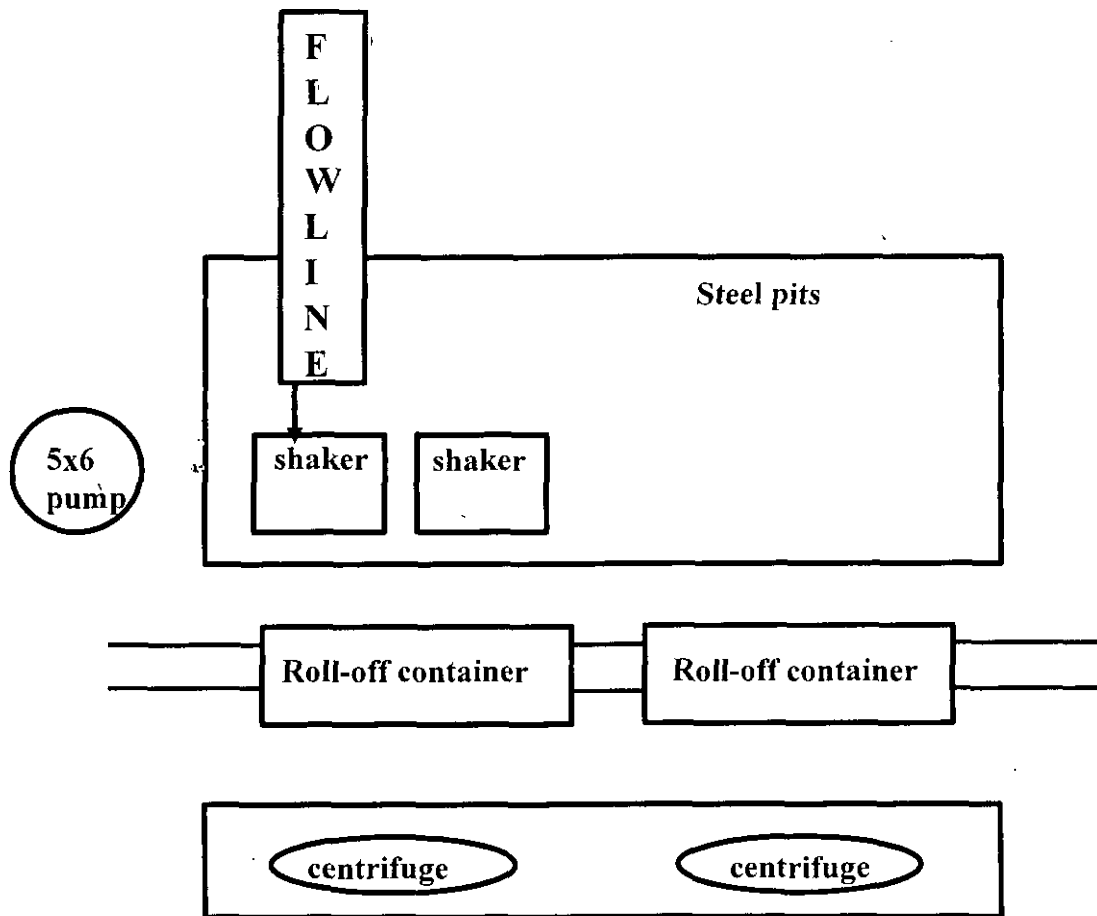 F
L
O
W
L
I
N
E
Steel pits
5x6
pump
shaker
shaker
Roll-off container
Roll-off container
centrifuge
centrifuge